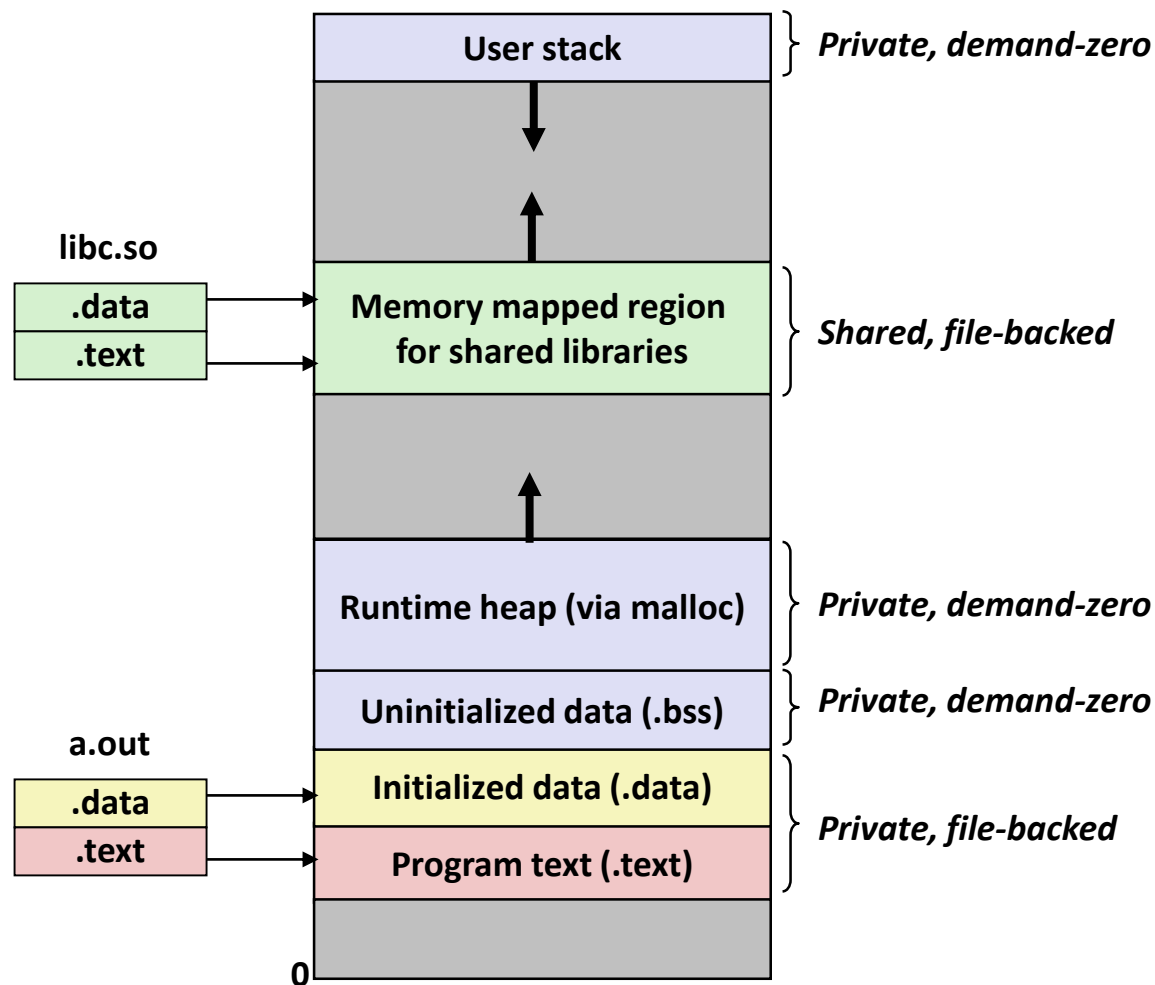 User stack
Private, demand-zero
libc.so
.data
.text
Memory mapped region
for shared libraries
Shared, file-backed
Runtime heap (via malloc)
Private, demand-zero
Uninitialized data (.bss)
Private, demand-zero
a.out
.data
.text
Initialized data (.data)
Program text (.text)
Private, file-backed
0